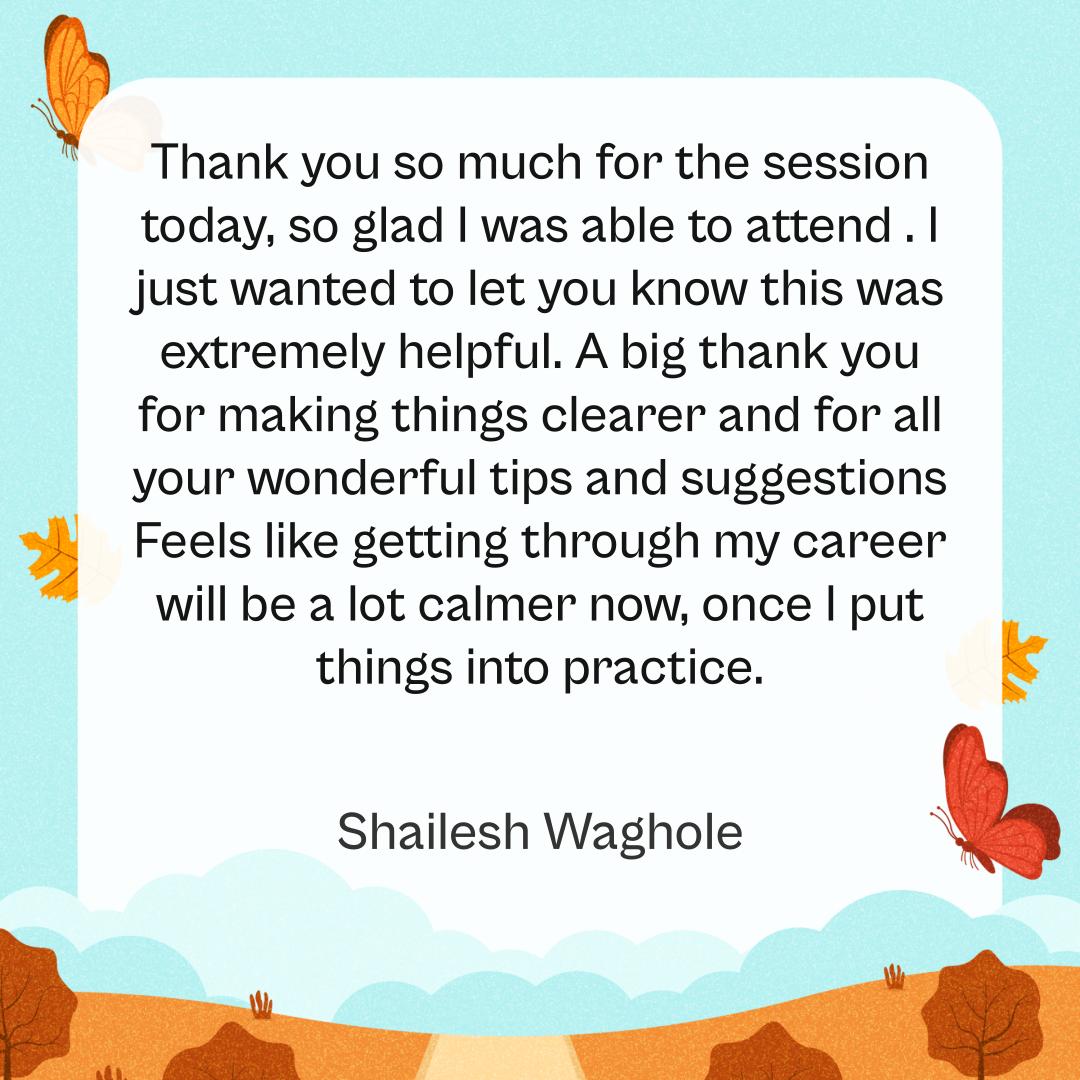 Thank you so much for the session
today, so glad I was able to attend . I
just wanted to let you know this was
extremely helpful. A big thank you
for making things clearer and for all
your wonderful tips and suggestions
Feels like getting through my career
will be a lot calmer now, once I put
things into practice.
Shailesh Waghole